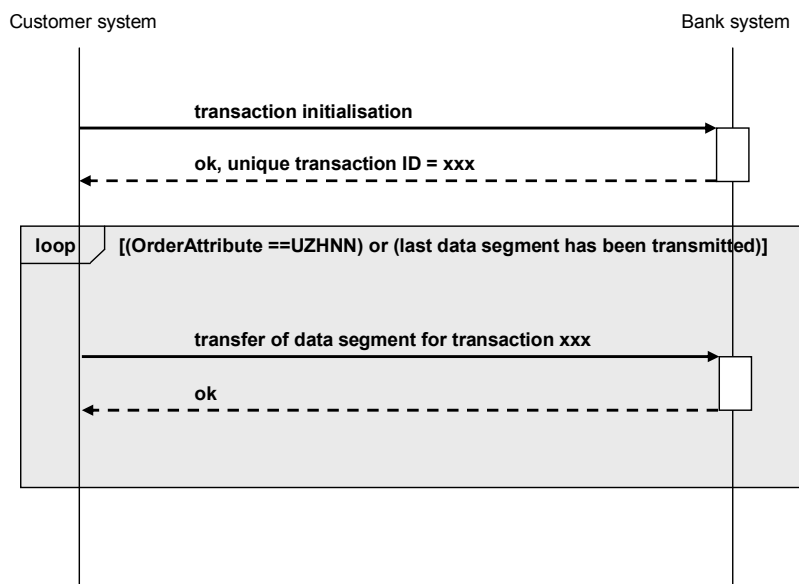 Customer system
Bank system
transaction initialisation
ok, unique transaction ID = xxx
loop
[(OrderAttribute ==UZHNN) or (last data segment has been transmitted)]
transfer of data segment for transaction xxx
ok